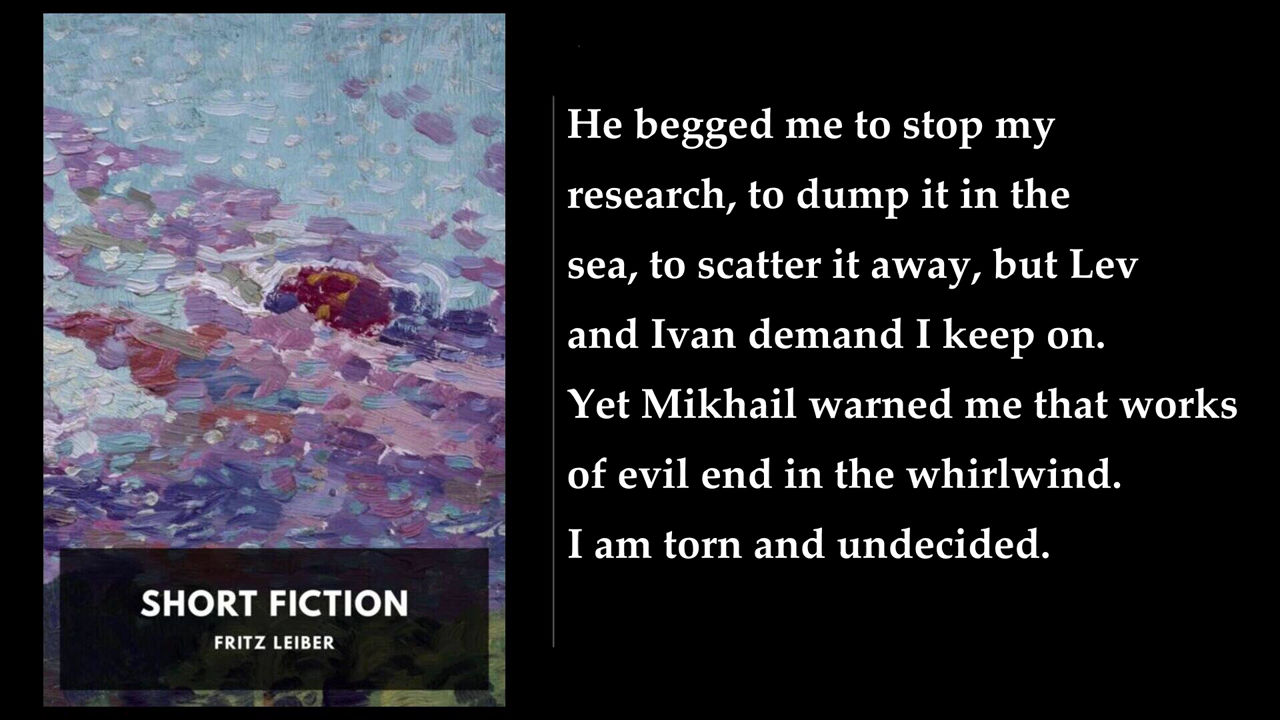 SHORT FICTION
FRITZ LEIBER
He begged me to stop my
research, to dump it in the
sea, to scatter it away, but Lev
and Ivan demand I keep on.
Yet Mikhail warned me that works
of evil end in the whirlwind.
I am torn and undecided.